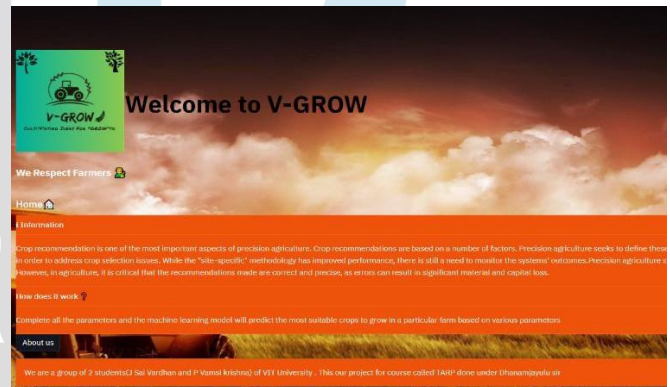 V-GROW
Welcome to V-GROW
We Respect Farmers
Home
Information
Crop recommendation is one of the most important aspects of precision agriculture. Crop recommendations are based on a number of factors. Precision agriculture seeks to define these
in order to address crop selection issues. While the "site-specific" methodology has improved performance, there is still a need to monitor the systems' outcomes.Precision agriculture s
However, in agriculture, it is critical that the recommendations made are correct and precise, as errors can result in significant material and capital loss.
How does it work
Complete all the parameters and the machine learning model will predict the most suitable crops to grow in a particular farm based on various parameters
About us
We are a group of 2 students(J Sai Vardhan and P Vamsi krishna) of VIT University . This our project for course called TARP done under Dhanamjayulu sir